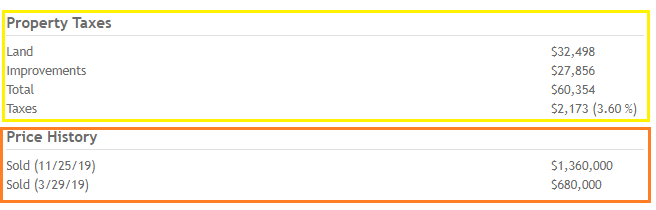 Property Taxes
Land $32,498
Improvements $27,856
Total $60,354
Taxes $2,173 (3.60 %)
Price History
Sold (11/25/19) $1,360,000
Sold (3/29/19) $680,000